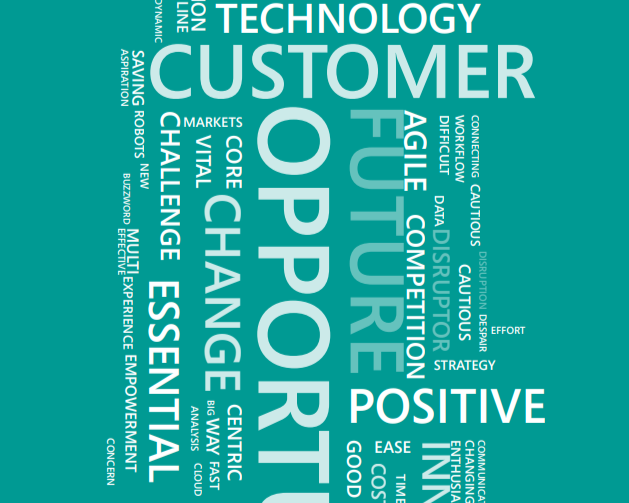 DYNAMIC
LINE
ION
TECHNOLOGY
CUSTOMER
ASPIRATION
SAVING
ROBOTS
NEW
BUZZWORD
MULTI
EFFECTIVE
EXPERIENCE
EMPOWERMENT
CONCERN
CHALLENGE
ESSENTIAL
MARKETS
VITAL
CORE
CHANGE
BIG
WAY
FAST
CENTRIC
ANALYSIS
CLOUD
OPPORTU
FUTURE
AGILE
COMPETITION
DIFFICULT
WORKFLOW
CONNECTING
CAUTIOUS
DATA
DISRUPTOR
CAUTIOUS
DISRUPTION
DESPAIR
EFFORT
STRATEGY
POSITIVE
GOOD
EASE
COS
TIME
INN
ENTHUSIA
CHANGING
COMMUNICA